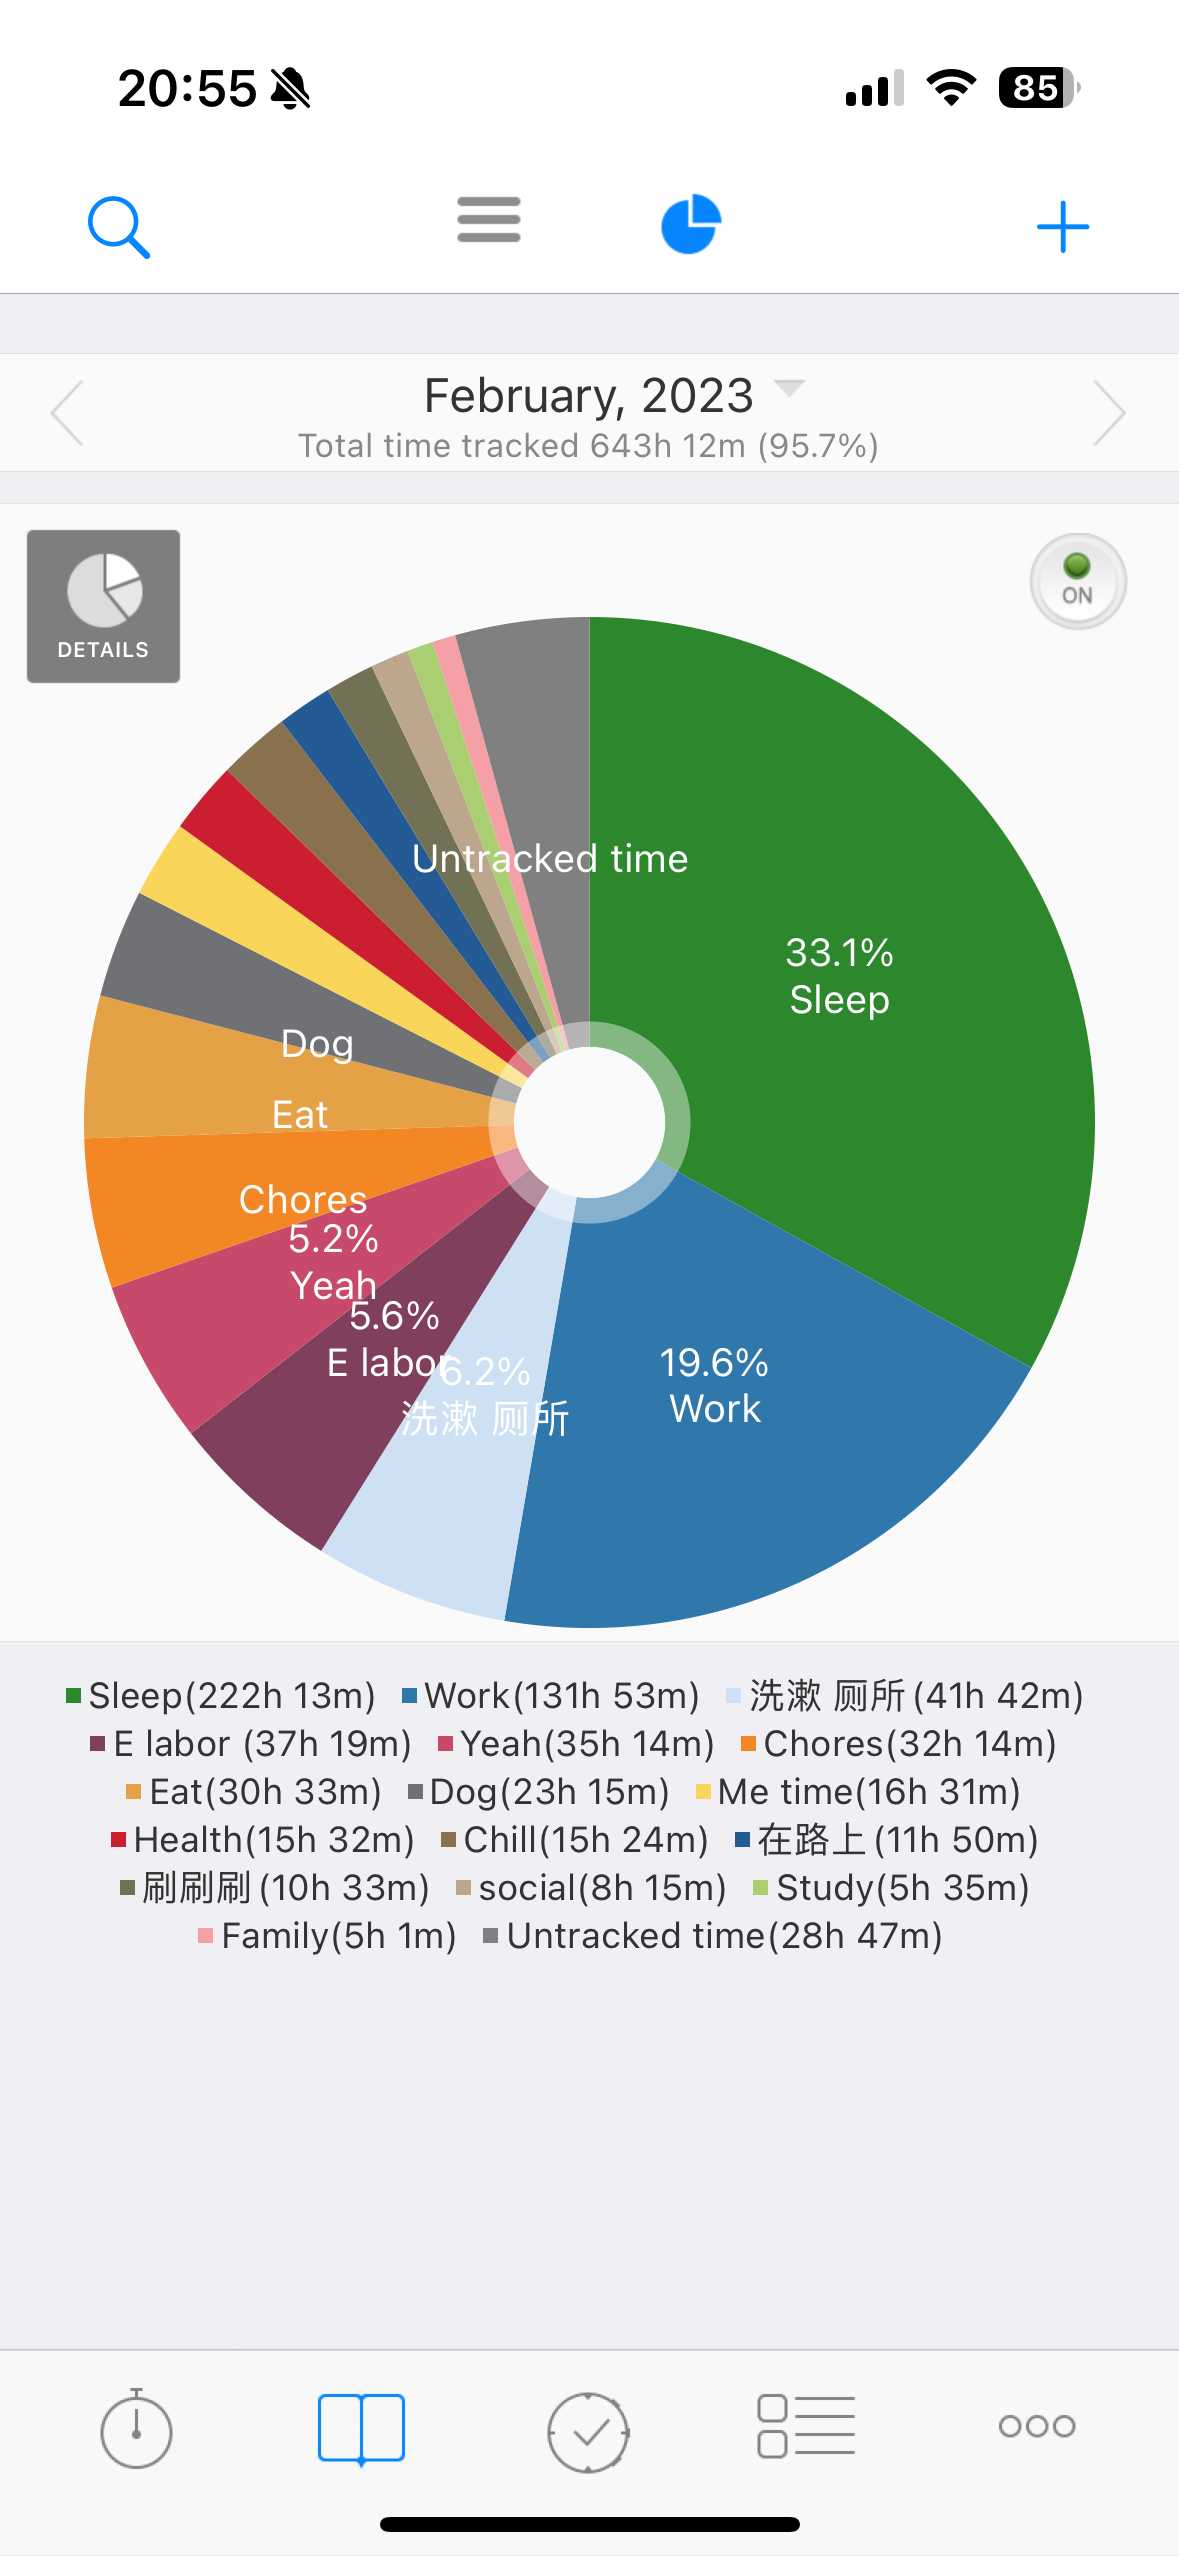 20:55
85
February, 2023
Total time tracked 643h 12m (95.7%)
DETAILS
ON
Untracked time
33.1%
Sleep
Dog
Eat
Chores
5.2%
Yeah
5.6%
E labor
6.2%
洗漱 厕所
19.6%
Work
Sleep(222h 13m) Work(131h 53m) 洗漱 厕所(41h 42m)
E labor (37h 19m) Yeah(35h 14m) Chores(32h 14m)
Eat(30h 33m) Dog(23h 15m) Me time(16h 31m)
Health(15h 32m) Chill(15h 24m) 在路上(11h 50m)
刷刷刷(10h 33m) social(8h 15m) Study(5h 35m)
Family(5h 1m) Untracked time(28h 47m)